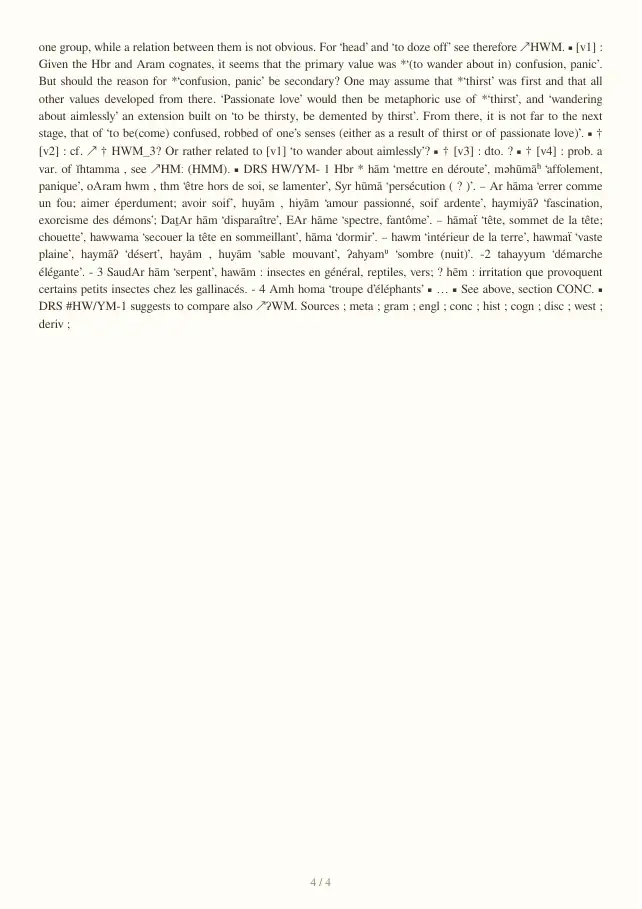 one group, while a relation between them is not obvious. For ‘head’ and ‘to doze off’ see therefore ↗HWM. ▪ [v1] :
Given the Hbr and Aram cognates, it seems that the primary value was *‘(to wander about in) confusion, panic’.
But should the reason for *‘confusion, panic’ be secondary? One may assume that *‘thirst’ was first and that all
other values developed from there. ‘Passionate love’ would then be metaphoric use of *‘thirst’, and ‘wandering
about aimlessly’ an extension built on ‘to be thirsty, be demented by thirst’. From there, it is not far to the next
stage, that of ‘to be(come) confused, robbed of one’s senses (either as a result of thirst or of passionate love)’. ▪ †
[v2] : cf. ↗ † HWM_3? Or rather related to [v1] ‘to wander about aimlessly’? ▪ † [v3] : dto. ? ▪ † [v4] : prob. a
var. of ĭhtamma , see ↗HM: (HMM). ▪ DRS HW/YM- 1 Hbr * hām ‘mettre en déroute’, məhūmāʰ ‘affolement,
panique’, oAram hwm , thm ‘être hors de soi, se lamenter’, Syr hūmā ‘persécution ( ? )’. – Ar hāma ‘errer comme
un fou; aimer éperdument; avoir soif’, huyām , hiyām ‘amour passionné, soif ardente’, haymiyāʔ ‘fascination,
exorcisme des démons’; Daṯ̱Ar hām ‘disparaître’, EAr hāme ‘spectre, fantôme’. – hāmaẗ ‘tête, sommet de la tête;
chouette’, hawwama ‘secouer la tête en sommeillant’, hāma ‘dormir’. – hawm ‘intérieur de la terre’, hawmaẗ ‘vaste
plaine’, haymāʔ ‘désert’, hayām , huyām ‘sable mouvant’, ʔahyamᵘ ‘sombre (nuit)’. -2 tahayyum ‘démarche
élégante’. - 3 SaudAr hām ‘serpent’, hawām : insectes en général, reptiles, vers; ? hēm : irritation que provoquent
certains petits insectes chez les gallinacés. - 4 Amh homa ‘troupe d’éléphants’ ▪ … ▪ See above, section CONC. ▪
DRS #HW/YM-1 suggests to compare also ↗ʔWM. Sources ; meta ; gram ; engl ; conc ; hist ; cogn ; disc ; west ;
deriv ;
4 / 4